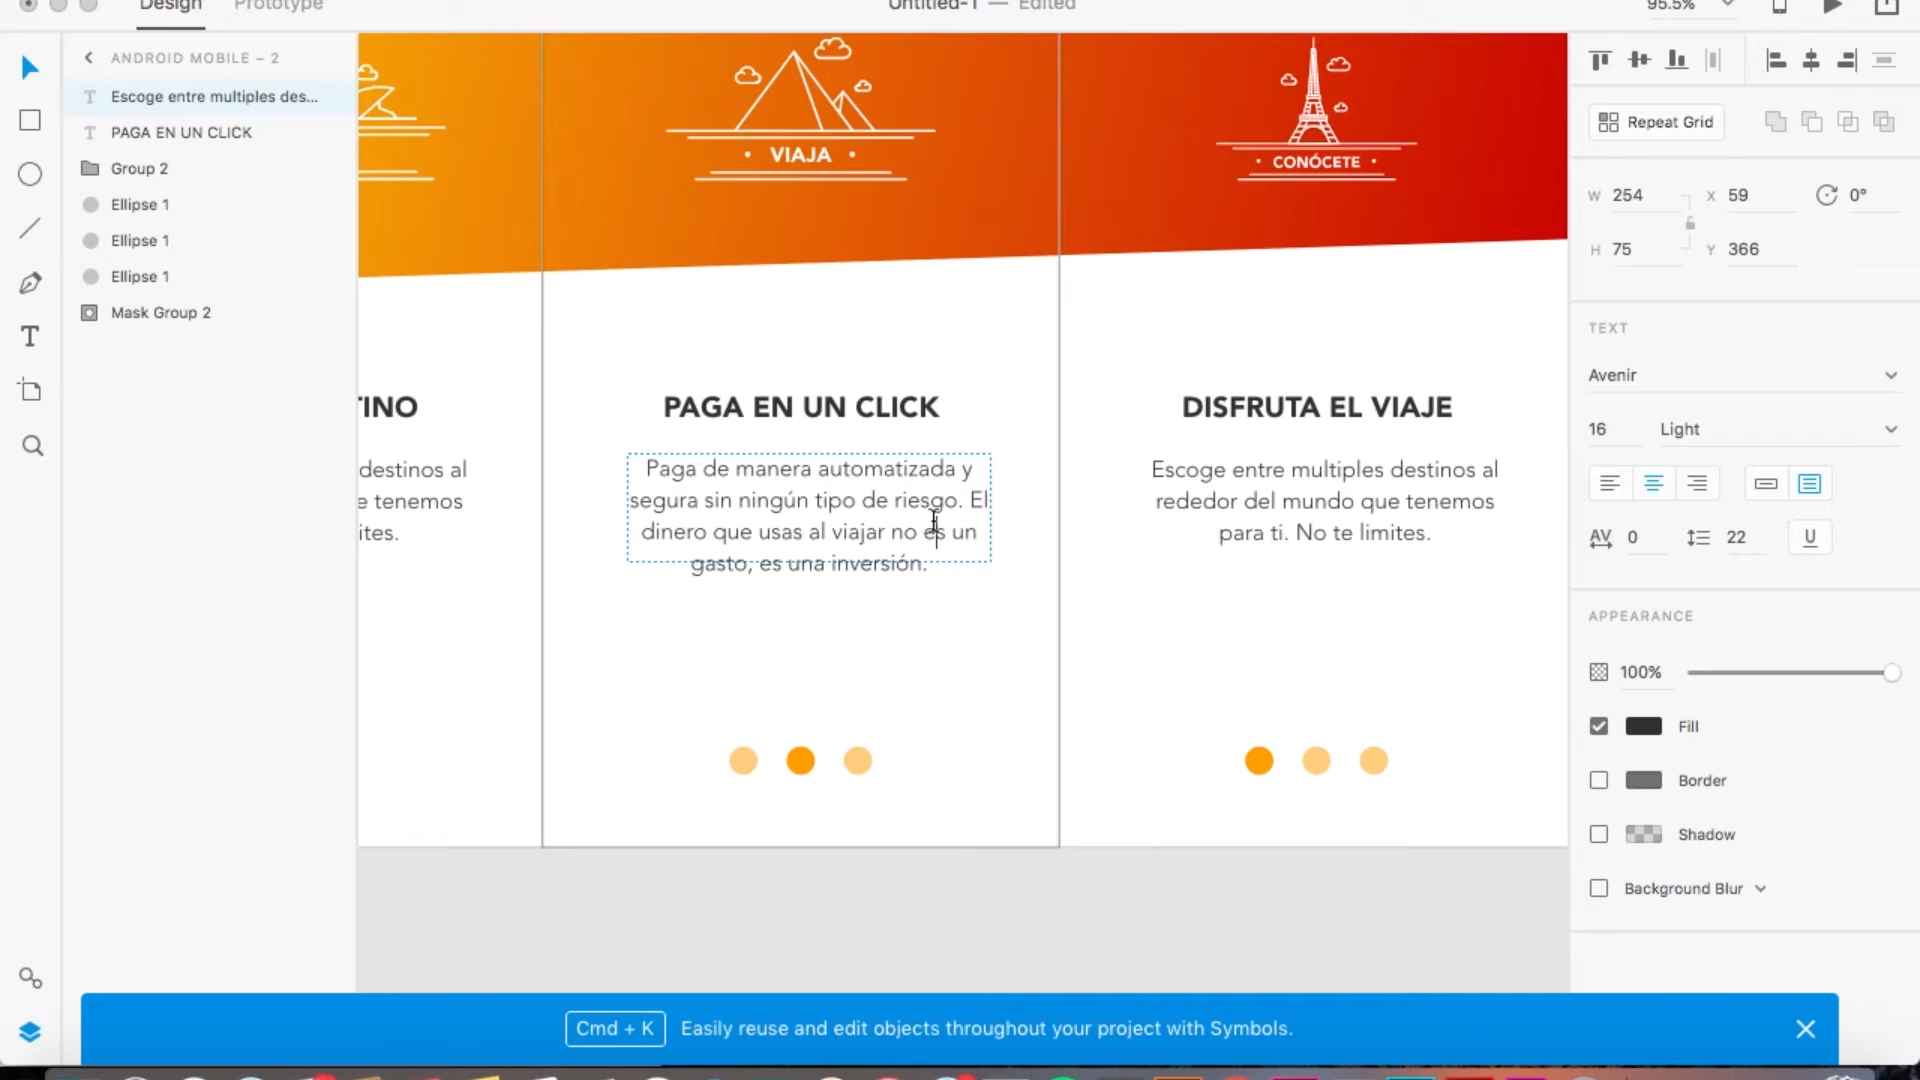 Design
Prototype
Untitled-1 — Edited
95.5%
ANDROID MOBILE – 2
Escoge entre multiples des...
PAGA EN UN CLICK
Group 2
Ellipse 1
Ellipse 1
Ellipse 1
Mask Group 2
T
• VIAJA •
• CONÓCETE •
TINO
destinos al
e tenemos
ites.
PAGA EN UN CLICK
Paga de manera automatizada y
segura sin ningún tipo de riesgo. El
dinero que usas al viajar no es un
gasto, es una inversión.
DISFRUTA EL VIAJE
Escoge entre multiples destinos al
rededor del mundo que tenemos
para ti. No te limites.
Repeat Grid
W 254 X 59 0°
H 75 Y 366
TEXT
Avenir
16 Light
AV 0 22 U
APPEARANCE
100%
Fill
Border
Shadow
Background Blur
Cmd + K Easily reuse and edit objects throughout your project with Symbols.